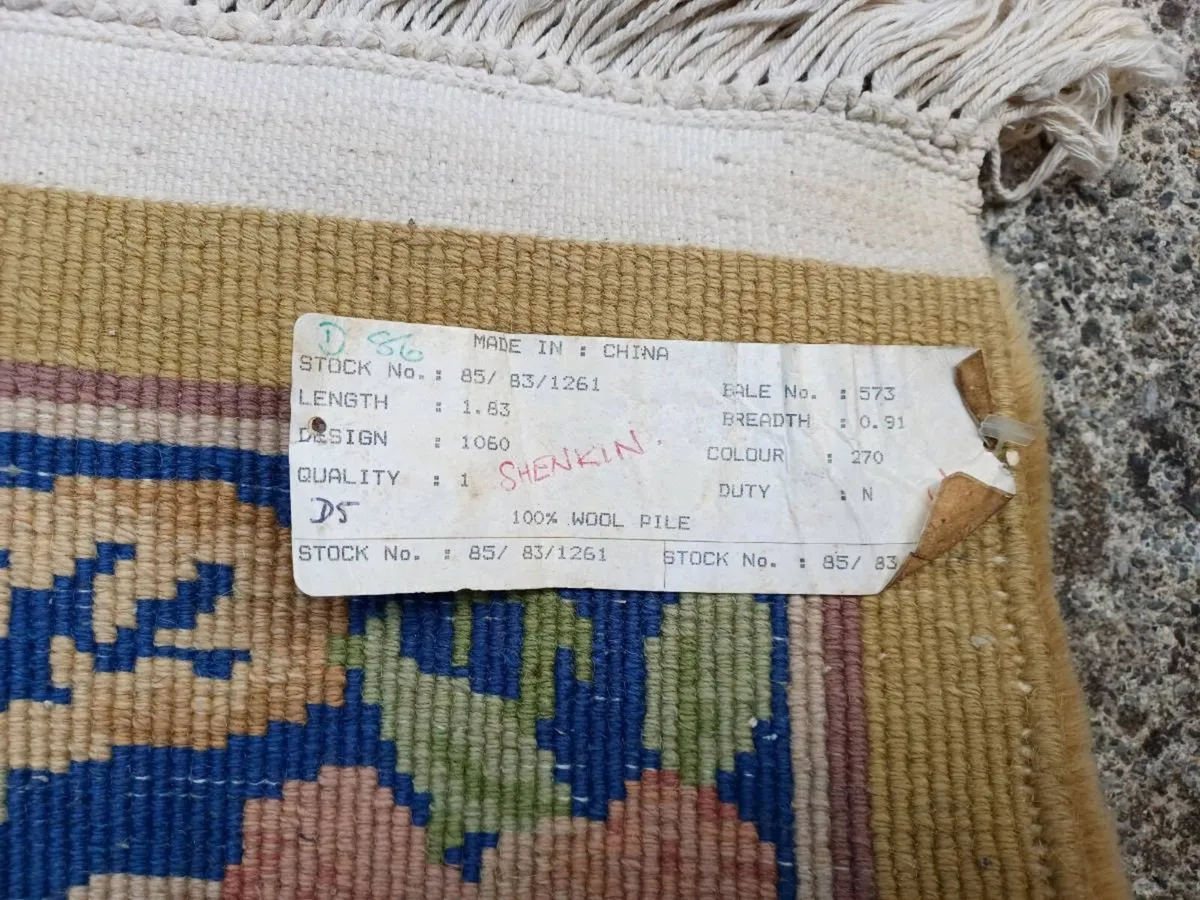 D 86
MADE IN : CHINA
STOCK No. : 85/ 83/1261
BALE No. : 573
LENGTH : 1.83
BREADTH : 0.91
DESIGN : 1060
COLOUR : 270
SHENKIN.
QUALITY : 1
DUTY : N
D5
100% WOOL PILE
STOCK No. : 85/ 83/1261
STOCK No. : 85/ 83